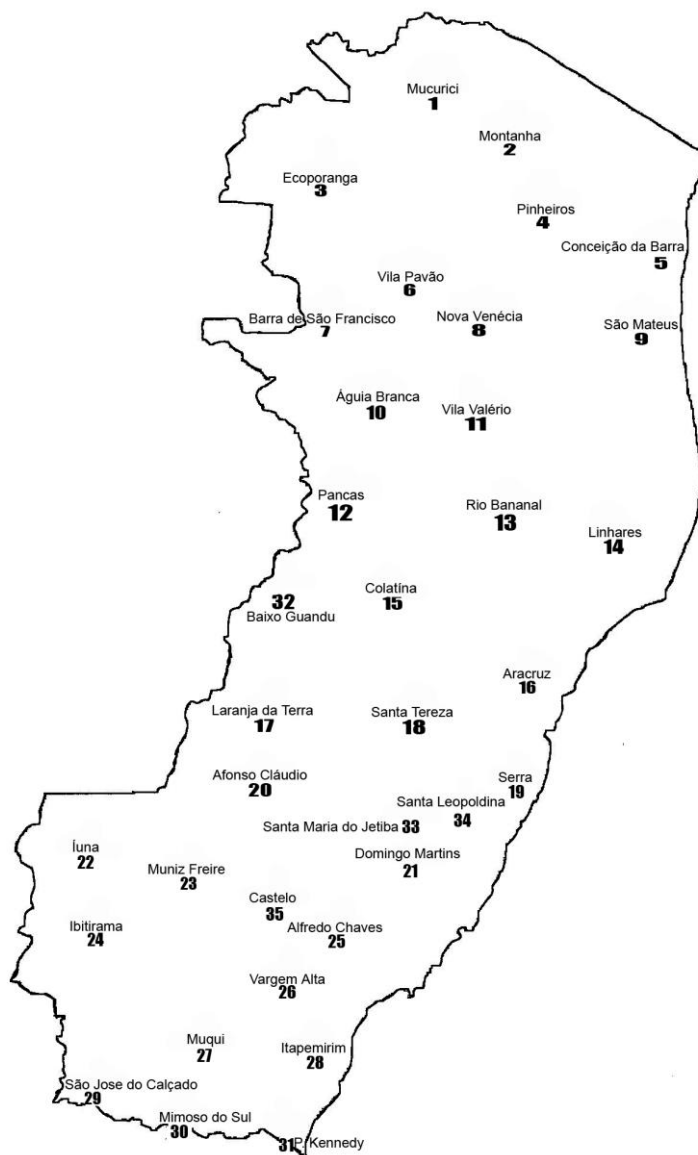 Mucurici
1
Montanha
2
Ecoporanga
3
Pinheiros
4
Conceição da Barra
5
Vila Pavão
6
Barra de São Francisco
7
Nova Venécia
8
São Mateus
9
Águia Branca
10
Vila Valério
11
Pancas
12
Rio Bananal
13
Linhares
14
32
Baixo Guandu
Colatína
15
Aracruz
16
Laranja da Terra
17
Santa Tereza
18
Afonso Cláudio
20
Serra
19
Santa Leopoldina
34
Santa Maria do Jetiba 33
Domingo Martins
21
Íuna
22
Muniz Freire
23
Castelo
35
Ibitirama
24
Alfredo Chaves
25
Vargem Alta
26
Muqui
27
Itapemirim
28
São Jose do Calçado
29
Mimoso do Sul
30
31 P. Kennedy